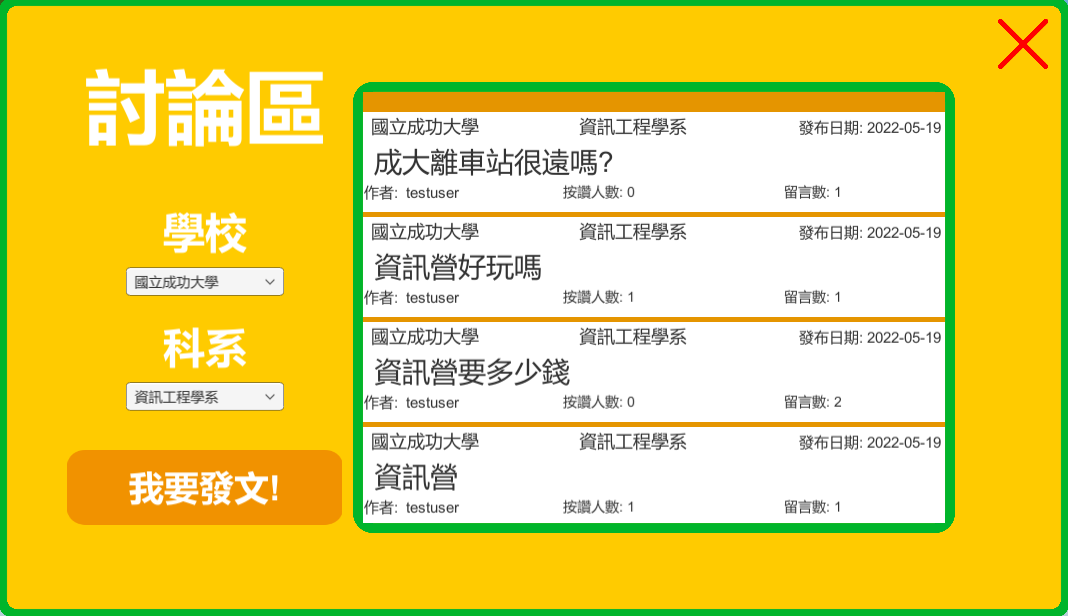 討論區
學校
國立成功大學
科系
資訊工程學系
我要發文!
國立成功大學 資訊工程學系 發布日期: 2022-05-19
成大離車站很遠嗎?
作者: testuser 按讚人數: 0 留言數: 1
國立成功大學 資訊工程學系 發布日期: 2022-05-19
資訊營好玩嗎
作者: testuser 按讚人數: 1 留言數: 1
國立成功大學 資訊工程學系 發布日期: 2022-05-19
資訊營要多少錢
作者: testuser 按讚人數: 0 留言數: 2
國立成功大學 資訊工程學系 發布日期: 2022-05-19
資訊營
作者: testuser 按讚人數: 1 留言數: 1